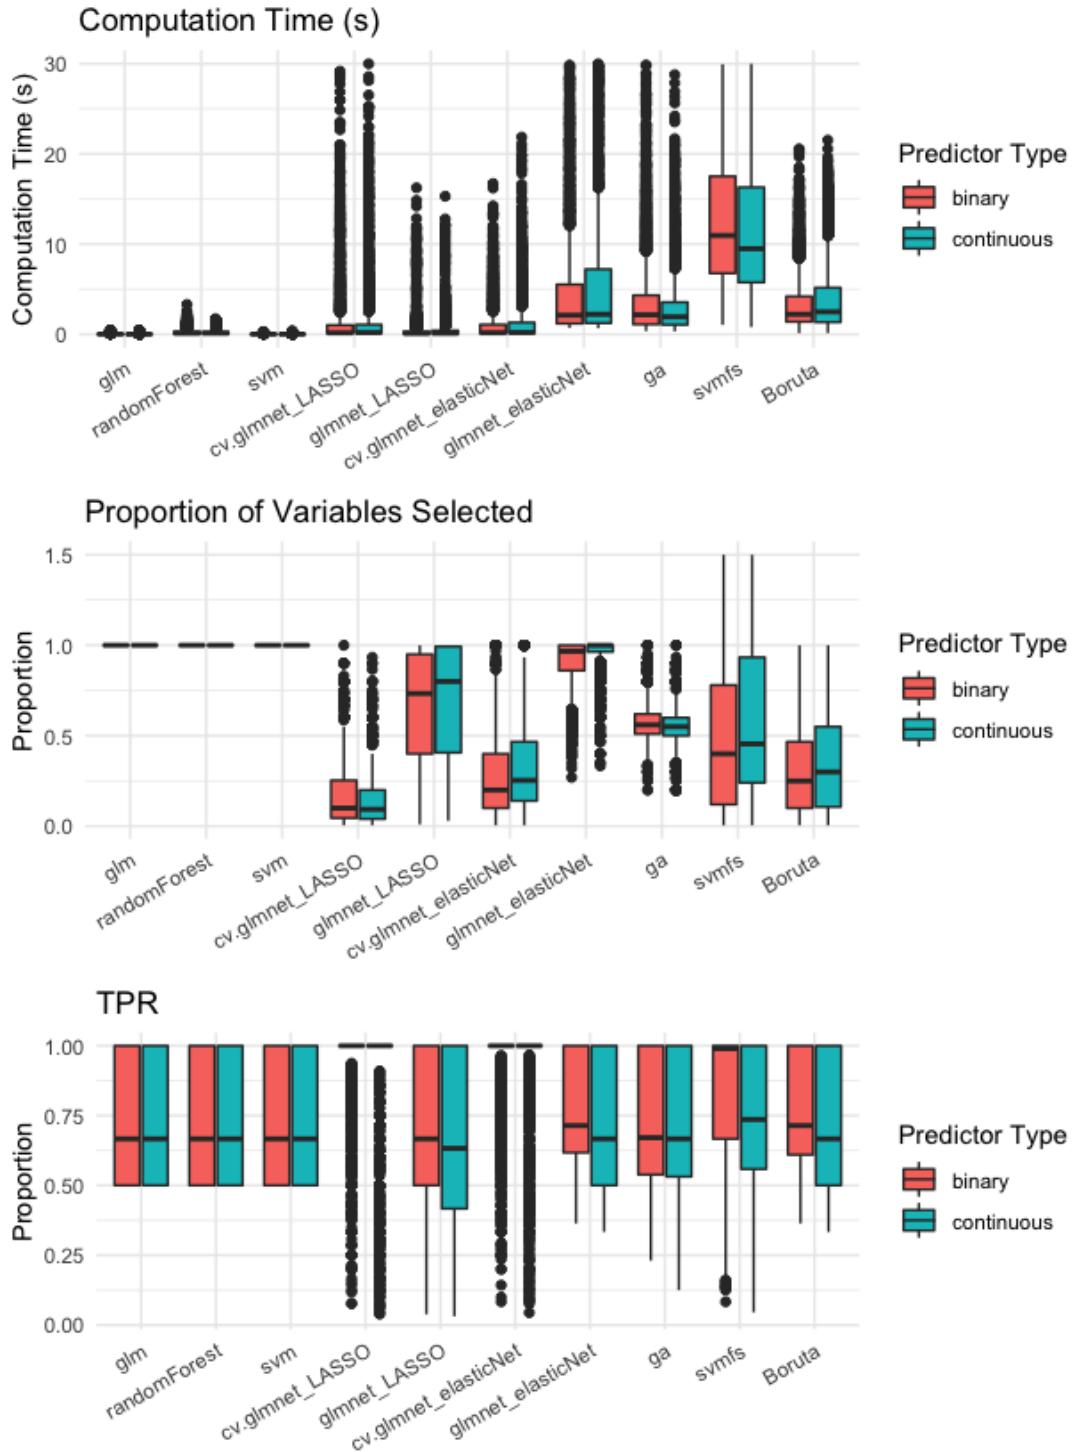 Computation Time (s)
Computation Time (s)
30
20
10
0
glm
randomForest
svm
cv.glmnet_LASSO
glmnet_LASSO
cv.glmnet_elasticNet
glmnet_elasticNet
ga
svmfs
Boruta
Predictor Type
binary
continuous
Proportion of Variables Selected
Proportion
1.5
1.0
0.5
0.0
glm
randomForest
svm
cv.glmnet_LASSO
glmnet_LASSO
cv.glmnet_elasticNet
glmnet_elasticNet
ga
svmfs
Boruta
Predictor Type
binary
continuous
TPR
Proportion
1.00
0.75
0.50
0.25
0.00
glm
randomForest
svm
cv.glmnet_LASSO
glmnet_LASSO
cv.glmnet_elasticNet
glmnet_elasticNet
ga
svmfs
Boruta
Predictor Type
binary
continuous